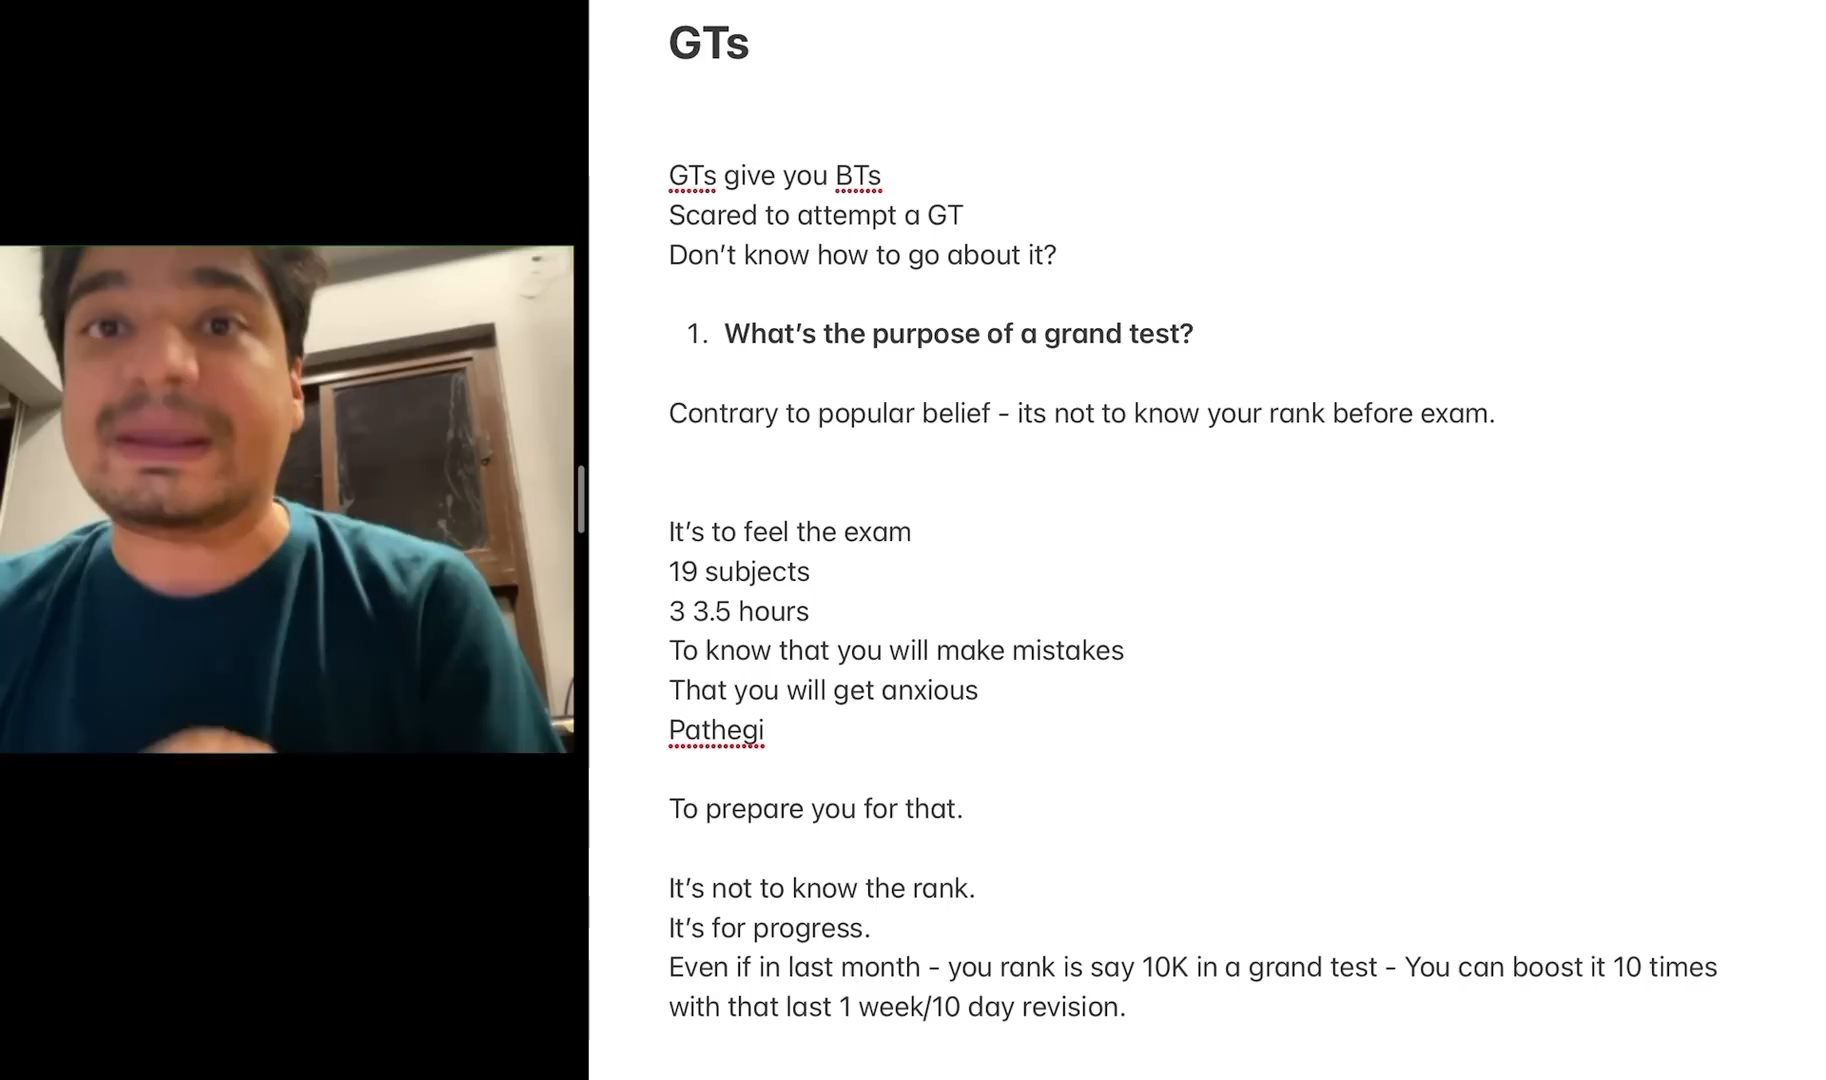 GTs
GTs give you BTs
Scared to attempt a GT
Don't know how to go about it?
1. What's the purpose of a grand test?
Contrary to popular belief - its not to know your rank before exam.
It's to feel the exam
19 subjects
3 3.5 hours
To know that you will make mistakes
That you will get anxious
Pathegi
To prepare you for that.
It's not to know the rank.
It's for progress.
Even if in last month - you rank is say 10K in a grand test - You can boost it 10 times
with that last 1 week/10 day revision.